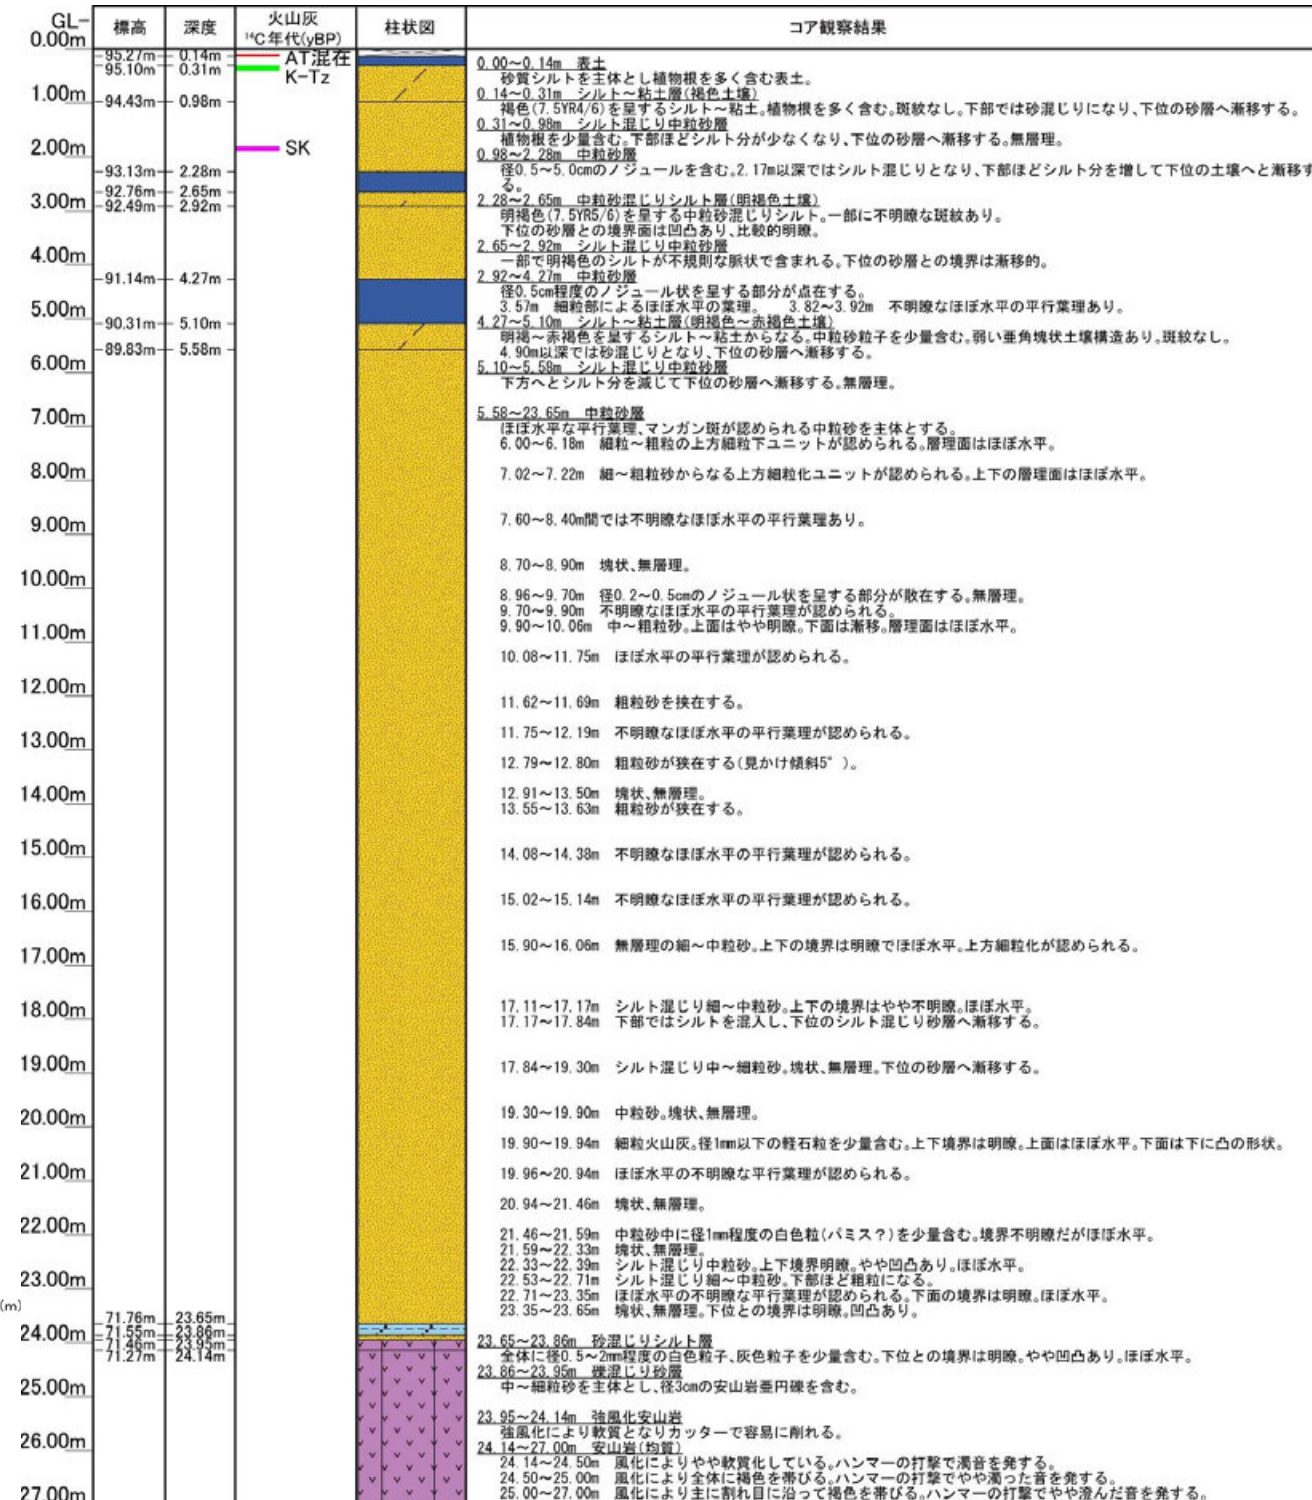 GL-
0.00m
標高
深度
火山灰
¹⁴C年代(yBP)
柱状図
コア観察結果
95.27m 0.14m
95.10m 0.31m
94.43m 0.98m
93.13m 2.28m
92.76m 2.65m
92.49m 2.92m
91.14m 4.27m
90.31m 5.10m
89.83m 5.58m
71.76m 23.65m
71.55m 23.86m
71.46m 23.95m
71.27m 24.14m
AT混在
K-Tz
SK
1.00m
2.00m
3.00m
4.00m
5.00m
6.00m
7.00m
8.00m
9.00m
10.00m
11.00m
12.00m
13.00m
14.00m
15.00m
16.00m
17.00m
18.00m
19.00m
20.00m
21.00m
22.00m
23.00m
(m)
24.00m
25.00m
26.00m
27.00m
0.00～0.14m 表土
砂質シルトを主体とし植物根を多く含む表土。
0.14～0.31m シルト～粘土層(褐色土壌)
褐色(7.5YR4/6)を呈するシルト～粘土。植物根を多く含む。斑紋なし。下部では砂混じりになり、下位の砂層へ漸移する。
0.31～0.98m シルト混じり中粒砂層
植物根を少量含む。下部ほどシルト分が少なくなり、下位の砂層へ漸移する。無層理。
0.98～2.28m 中粒砂層
径0.5～5.0cmのノジュールを含む。2.17m以深ではシルト混じりとなり、下部ほどシルト分を増して下位の土壌へと漸移す
る。
2.28～2.65m 中粒砂混じりシルト層(明褐色土壌)
明褐色(7.5YR5/6)を呈する中粒砂混じりシルト。一部に不明瞭な斑紋あり。
下位の砂層との境界面は凹凸あり、比較的明瞭。
2.65～2.92m シルト混じり中粒砂層
一部で明褐色のシルトが不規則な脈状で含まれる。下位の砂層との境界は漸移的。
2.92～4.27m 中粒砂層
径0.5cm程度のノジュール状を呈する部分が点在する。
3.57m 細粒部によるほぼ水平の葉理。 3.82～3.92m 不明瞭なほぼ水平の平行葉理あり。
4.27～5.10m シルト～粘土層(明褐色～赤褐色土壌)
明褐～赤褐色を呈するシルト～粘土からなる。中粒砂粒子を少量含む。弱い亜角塊状土壌構造あり。斑紋なし。
4.90m以深では砂混じりとなり、下位の砂層へ漸移する。
5.10～5.58m シルト混じり中粒砂層
下方へとシルト分を減じて下位の砂層へ漸移する。無層理。
5.58～23.65m 中粒砂層
ほぼ水平な平行葉理、マンガン斑が認められる中粒砂を主体とする。
6.00～6.18m 細粒～粗粒の上方細粒下ユニットが認められる。層理面はほぼ水平。
7.02～7.22m 細～粗粒砂からなる上方細粒化ユニットが認められる。上下の層理面はほぼ水平。
7.60～8.40m間では不明瞭なほぼ水平の平行葉理あり。
8.70～8.90m 塊状、無層理。
8.96～9.70m 径0.2～0.5cmのノジュール状を呈する部分が散在する。無層理。
9.70～9.90m 不明瞭なほぼ水平の平行葉理が認められる。
9.90～10.06m 中～粗粒砂。上面はやや明瞭。下面は漸移。層理面はほぼ水平。
10.08～11.75m ほぼ水平の平行葉理が認められる。
11.62～11.69m 粗粒砂を挟在する。
11.75～12.19m 不明瞭なほぼ水平の平行葉理が認められる。
12.79～12.80m 粗粒砂が狭在する(見かけ傾斜5°)。
12.91～13.50m 塊状、無層理。
13.55～13.63m 粗粒砂が狭在する。
14.08～14.38m 不明瞭なほぼ水平の平行葉理が認められる。
15.02～15.14m 不明瞭なほぼ水平の平行葉理が認められる。
15.90～16.06m 無層理の細～中粒砂。上下の境界は明瞭でほぼ水平。上方細粒化が認められる。
17.11～17.17m シルト混じり細～中粒砂。上下の境界はやや不明瞭。ほぼ水平。
17.17～17.84m 下部ではシルトを混入し、下位のシルト混じり砂層へ漸移する。
17.84～19.30m シルト混じり中～細粒砂。塊状、無層理。下位の砂層へ漸移する。
19.30～19.90m 中粒砂。塊状、無層理。
19.90～19.94m 細粒火山灰。径1mm以下の軽石粒を少量含む。上下境界は明瞭。上面はほぼ水平。下面は下に凸の形状。
19.96～20.94m ほぼ水平の不明瞭な平行葉理が認められる。
20.94～21.46m 塊状、無層理。
21.46～21.59m 中粒砂中に径1mm程度の白色粒(パミス？)を少量含む。境界不明瞭だがほぼ水平。
21.59～22.33m 塊状、無層理。
22.33～22.39m シルト混じり中粒砂。上下境界明瞭。やや凹凸あり。ほぼ水平。
22.53～22.71m シルト混じり細～中粒砂。下部ほど粗粒になる。
22.71～23.35m ほぼ水平の不明瞭な平行葉理が認められる。下面の境界は明瞭。ほぼ水平。
23.35～23.65m 塊状、無層理。下位との境界は明瞭。凹凸あり。
23.65～23.86m 砂混じりシルト層
全体に径0.5～2mm程度の白色粒子、灰色粒子を少量含む。下位との境界は明瞭。やや凹凸あり。ほぼ水平。
23.86～23.95m 礫混じり砂層
中～細粒砂を主体とし、径3cmの安山岩亜円礫を含む。
23.95～24.14m 強風化安山岩
強風化により軟質となりカッターで容易に削れる。
24.14～27.00m 安山岩(均質)
24.14～24.50m 風化によりやや軟質化している。ハンマーの打撃で濁音を発する。
24.50～25.00m 風化により全体に褐色を帯びる。ハンマーの打撃でやや濁った音を発する。
25.00～27.00m 風化により主に割れ目に沿って褐色を帯びる。ハンマーの打撃でやや澄んだ音を発する。